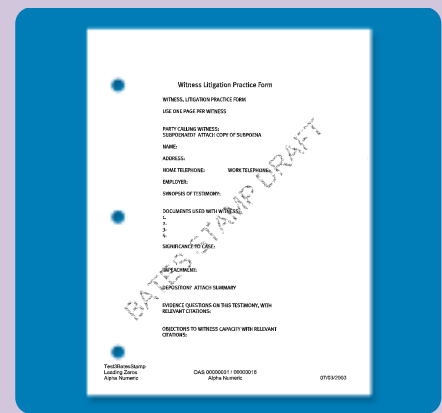 Witness Litigation Practice Form
WITNESS, LITIGATION PRACTICE FORM
USE ONE PAGE PER WITNESS
PARTY CALLING WITNESS:
SUBPOENAED? ATTACH COPY OF SUBPOENA
NAME:
ADDRESS:
HOME TELEPHONE: WORK TELEPHONE:
EMPLOYER:
SYNOPSIS OF TESTIMONY:
DOCUMENTS USED WITH WITNESS:
1.
2.
3.
4.
SIGNIFICANCE TO CASE:
IMPEACHMENT:
DEPOSITION? ATTACH SUMMARY
EVIDENCE QUESTIONS ON THIS TESTIMONY, WITH
RELEVANT CITATIONS:
OBJECTIONS TO WITNESS CAPACITY WITH RELEVANT
CITATIONS:
BATES STAMP DRAFT
Test3BatesStamp
Leading Zeros
Alpha Numeric
OAS 00000001 / 00000018
Alpha Numeric
07/03/2003